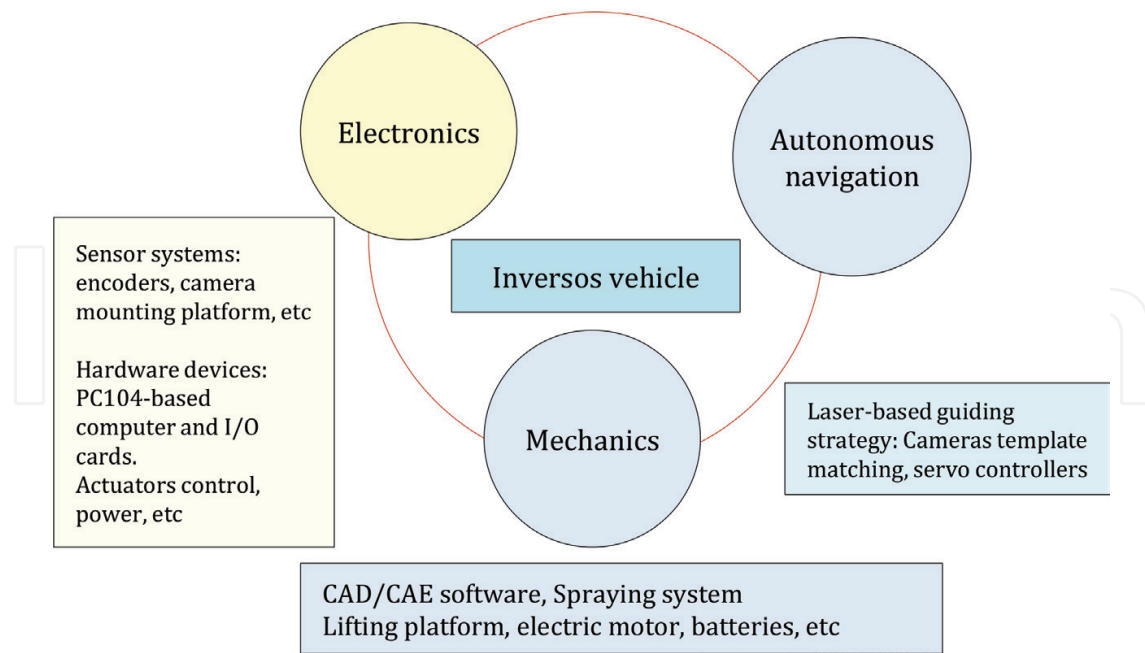 Electronics
Autonomous
navigation
Sensor systems:
encoders, camera
mounting platform, etc
Hardware devices:
PC104-based
computer and I/O
cards.
Actuators control,
power, etc
Inversos vehicle
Mechanics
Laser-based guiding
strategy: Cameras template
matching, servo controllers
CAD/CAE software, Spraying system
Lifting platform, electric motor, batteries, etc